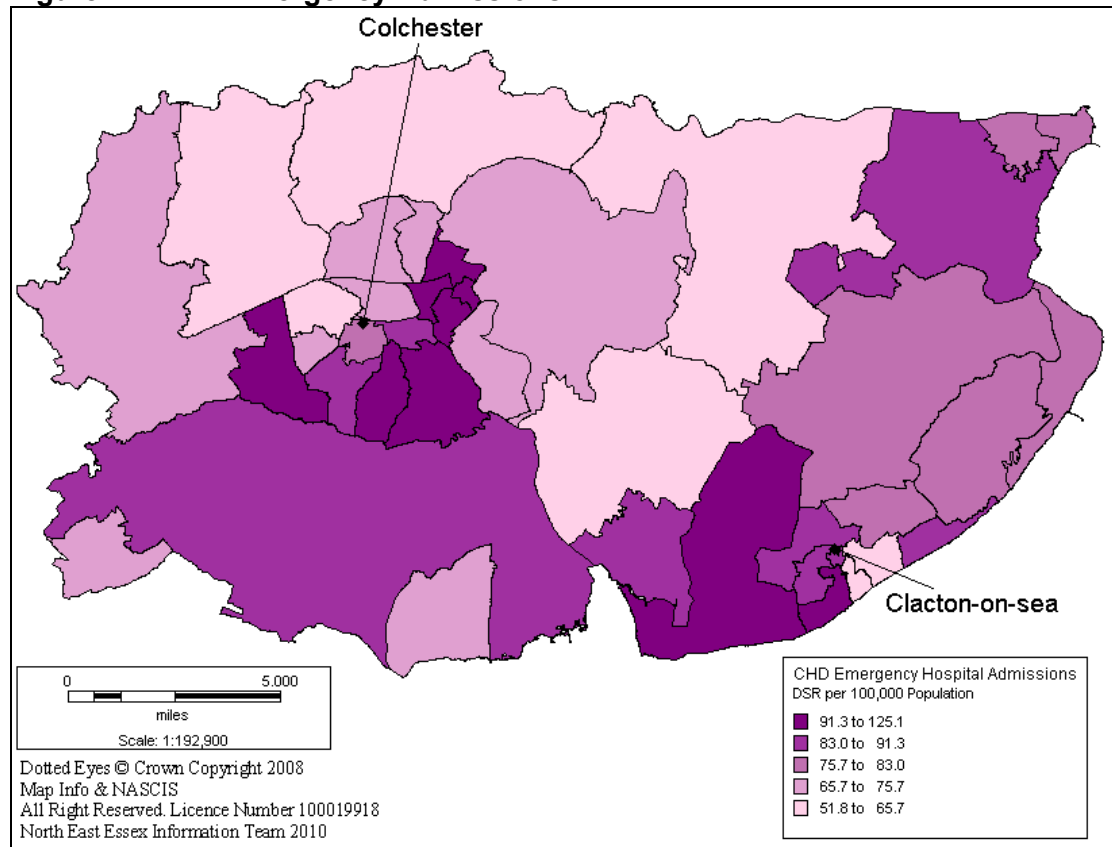 Colchester
Clacton-on-sea
0 5.000
miles
Scale: 1:192,900
CHD Emergency Hospital Admissions
DSR per 100,000 Population
91.3 to 125.1
83.0 to 91.3
75.7 to 83.0
65.7 to 75.7
51.8 to 65.7
Dotted Eyes © Crown Copyright 2008
Map Info & NASCIS
All Right Reserved. Licence Number 100019918
North East Essex Information Team 2010